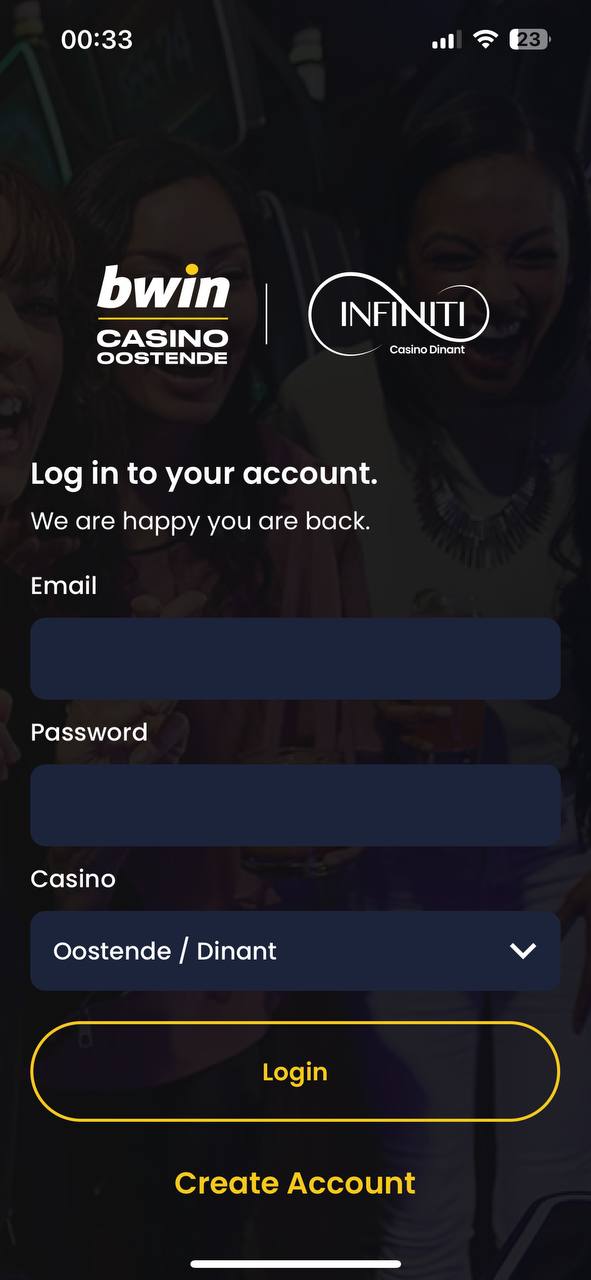 00:33
23
bwin
CASINO
OOSTENDE
INFINITI
Casino Dinant
Log in to your account.
We are happy you are back.
Email
Password
Casino
Oostende / Dinant
Login
Create Account